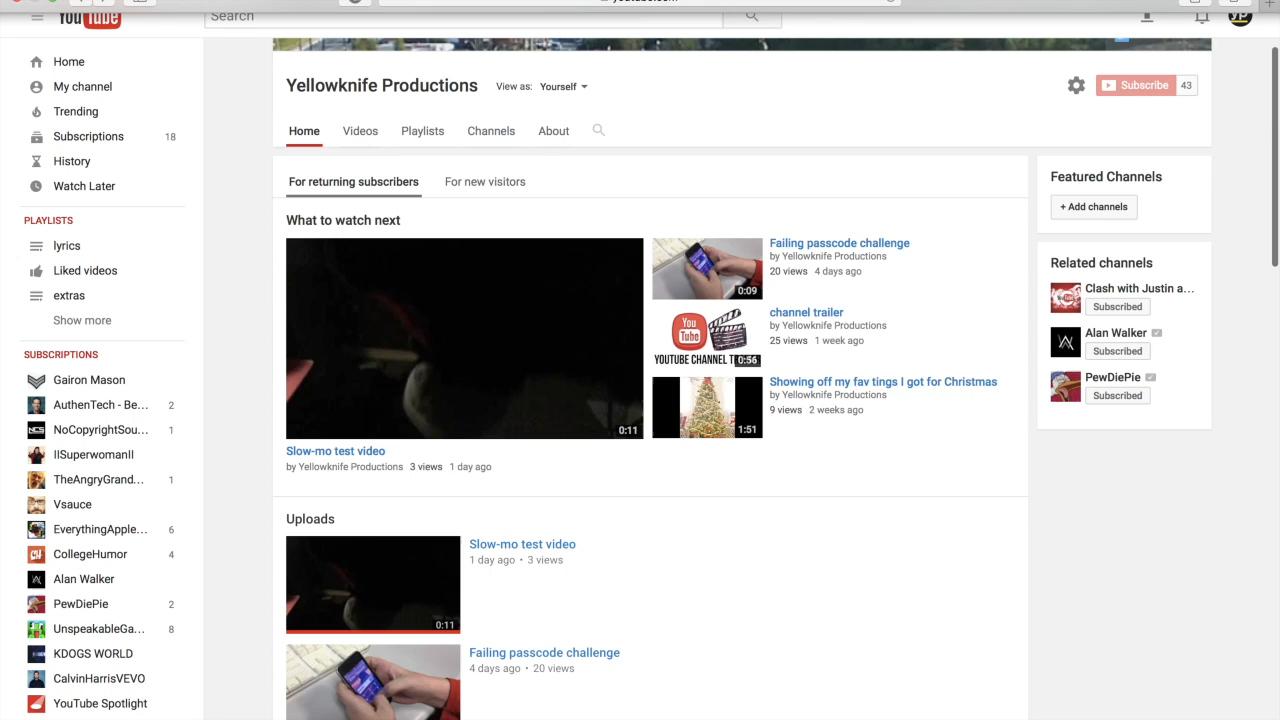 YouTube
Search
YP
Home
My channel
Trending
Subscriptions 18
History
Watch Later
PLAYLISTS
lyrics
Liked videos
extras
Show more
SUBSCRIPTIONS
Gairon Mason
AuthenTech - Be... 2
NoCopyrightSou... 1
IISuperwomanII
TheAngryGrand... 1
Vsauce
EverythingApple... 6
CollegeHumor 4
Alan Walker
PewDiePie 2
UnspeakableGa... 8
KDOGS WORLD
CalvinHarrisVEVO
YouTube Spotlight
Yellowknife Productions View as: Yourself
Subscribe 43
Home Videos Playlists Channels About
For returning subscribers For new visitors
What to watch next
0:11
Slow-mo test video
by Yellowknife Productions 3 views 1 day ago
0:09
Failing passcode challenge
by Yellowknife Productions
20 views 4 days ago
You
Tube
YOUTUBE CHANNEL
0:56
channel trailer
by Yellowknife Productions
25 views 1 week ago
1:51
Showing off my fav tings I got for Christmas
by Yellowknife Productions
9 views 2 weeks ago
Uploads
0:11
Slow-mo test video
1 day ago • 3 views
Failing passcode challenge
4 days ago • 20 views
Featured Channels
+ Add channels
Related channels
Clash with Justin a...
Subscribed
Alan Walker
Subscribed
PewDiePie
Subscribed